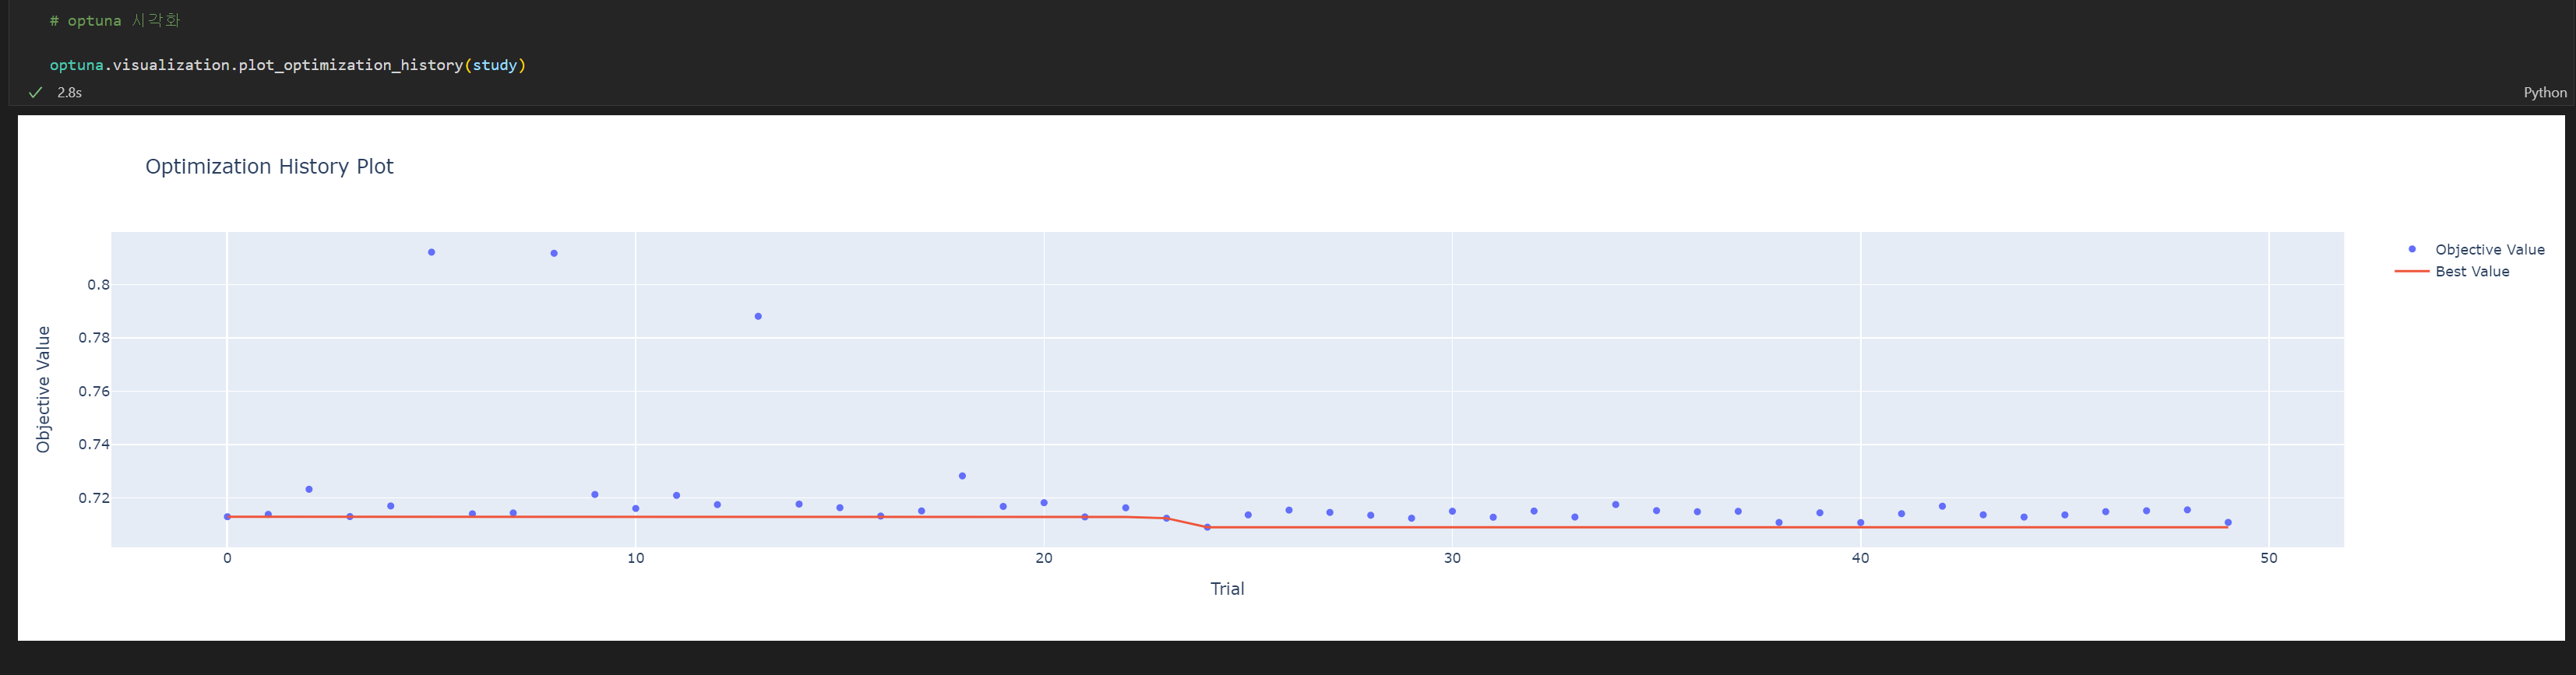 # optuna 시각화
optuna.visualization.plot_optimization_history(study)
2.8s
Python
Optimization History Plot
Objective Value
Best Value
0.8
0.78
0.76
0.74
0.72
Objective Value
0
10
20
30
40
50
Trial